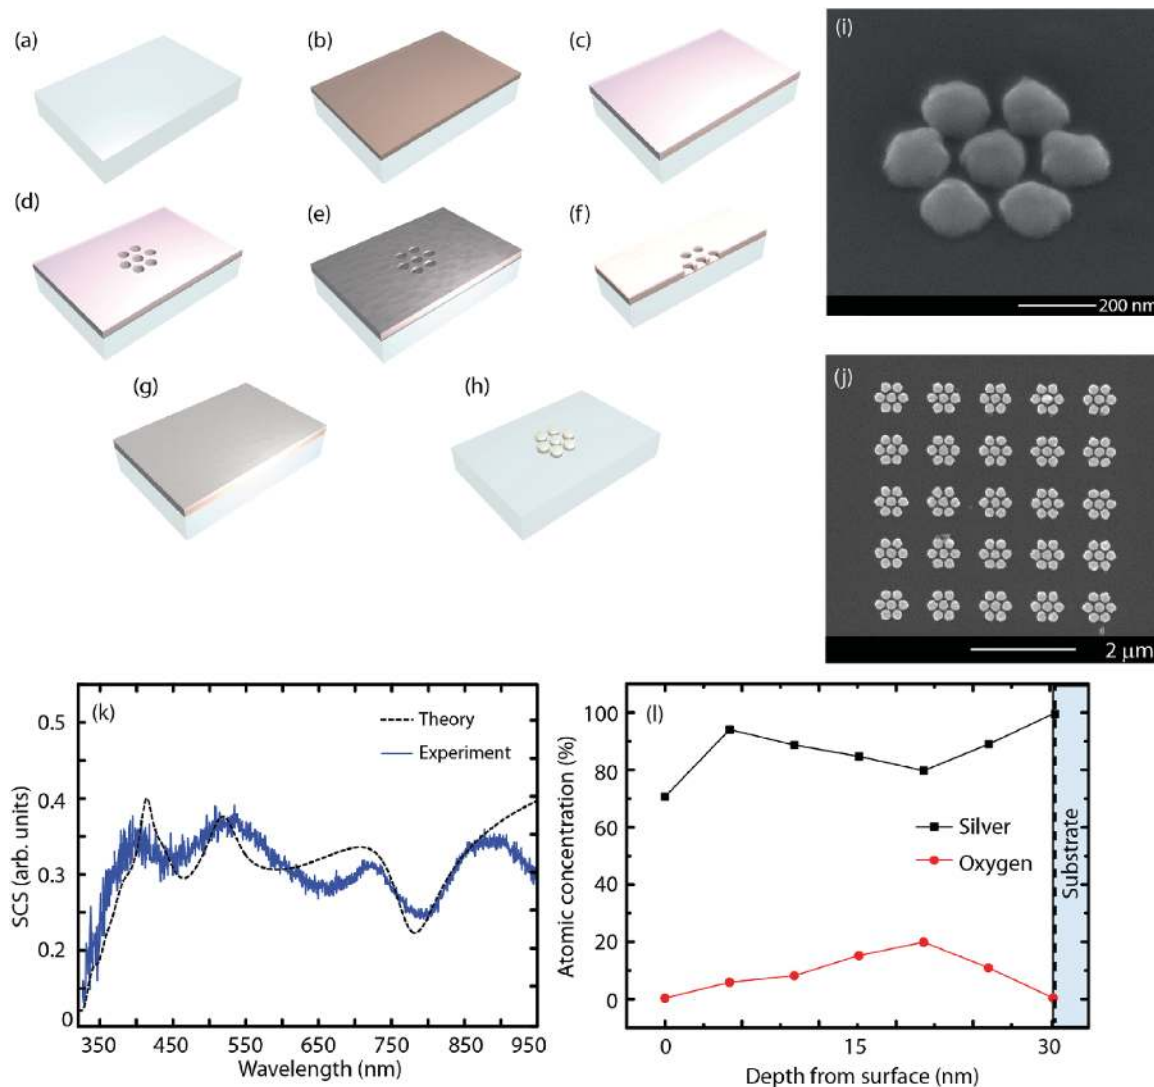 (a)
(b)
(c)
(d)
(e)
(f)
(g)
(h)
(i)
200 nm
(j)
2 μm
(k)
Theory
Experiment
SCS (arb. units)
0.5
0.4
0.3
0.2
0
350 450 550 650 750 850 950
Wavelength (nm)
(l)
Silver
Oxygen
Substrate
Atomic concentration (%)
100
80
60
40
20
0
0 15 30
Depth from surface (nm)